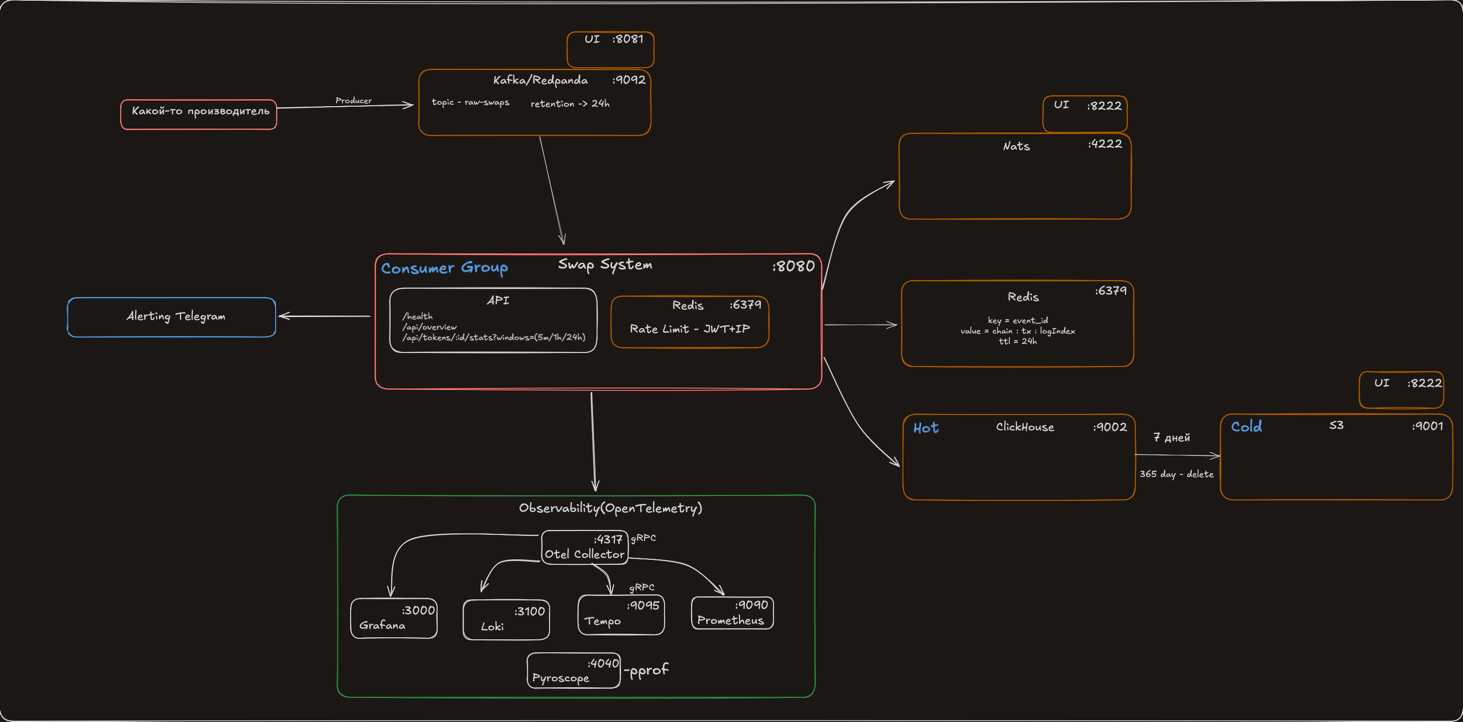 UI :8081
Kafka/Redpanda :9092
topic - raw-swaps retention -> 24h
Producer
Какой-то производитель
UI :8222
Nats :4222
Consumer Group Swap System :8080
API
/health
/api/overview
/api/tokens/:id/stats?windows=(5m/1h/24h)
Redis :6379
Rate Limit - JWT+IP
Alerting Telegram
Redis :6379
key = event_id
value = chain : tx : logIndex
ttl = 24h
UI :8222
Hot ClickHouse :9002
7 дней
365 day - delete
Cold S3 :9001
Observability(OpenTelemetry)
:4317 gRPC
Otel Collector
gRPC
:3000
Grafana
:3100
Loki
:9095
Tempo
:9090
Prometheus
:4040 -pprof
Pyroscope